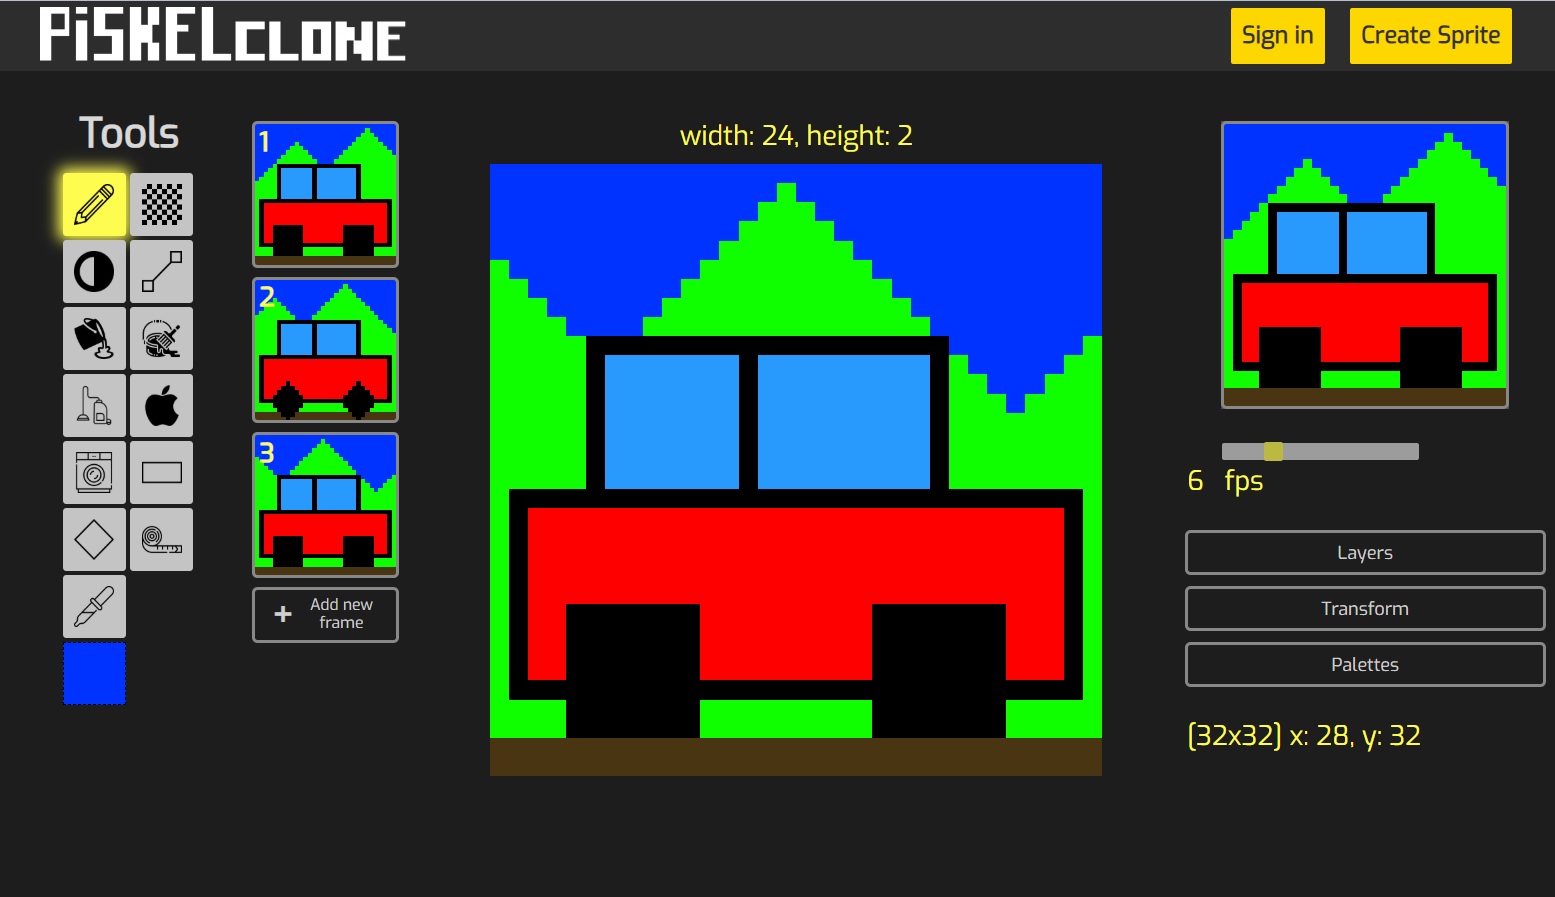 PiSKELCLONE
Sign in
Create Sprite
Tools
1
2
3
Add new
frame
width: 24, height: 2
6 fps
Layers
Transform
Palettes
[32x32] x: 28, y: 32